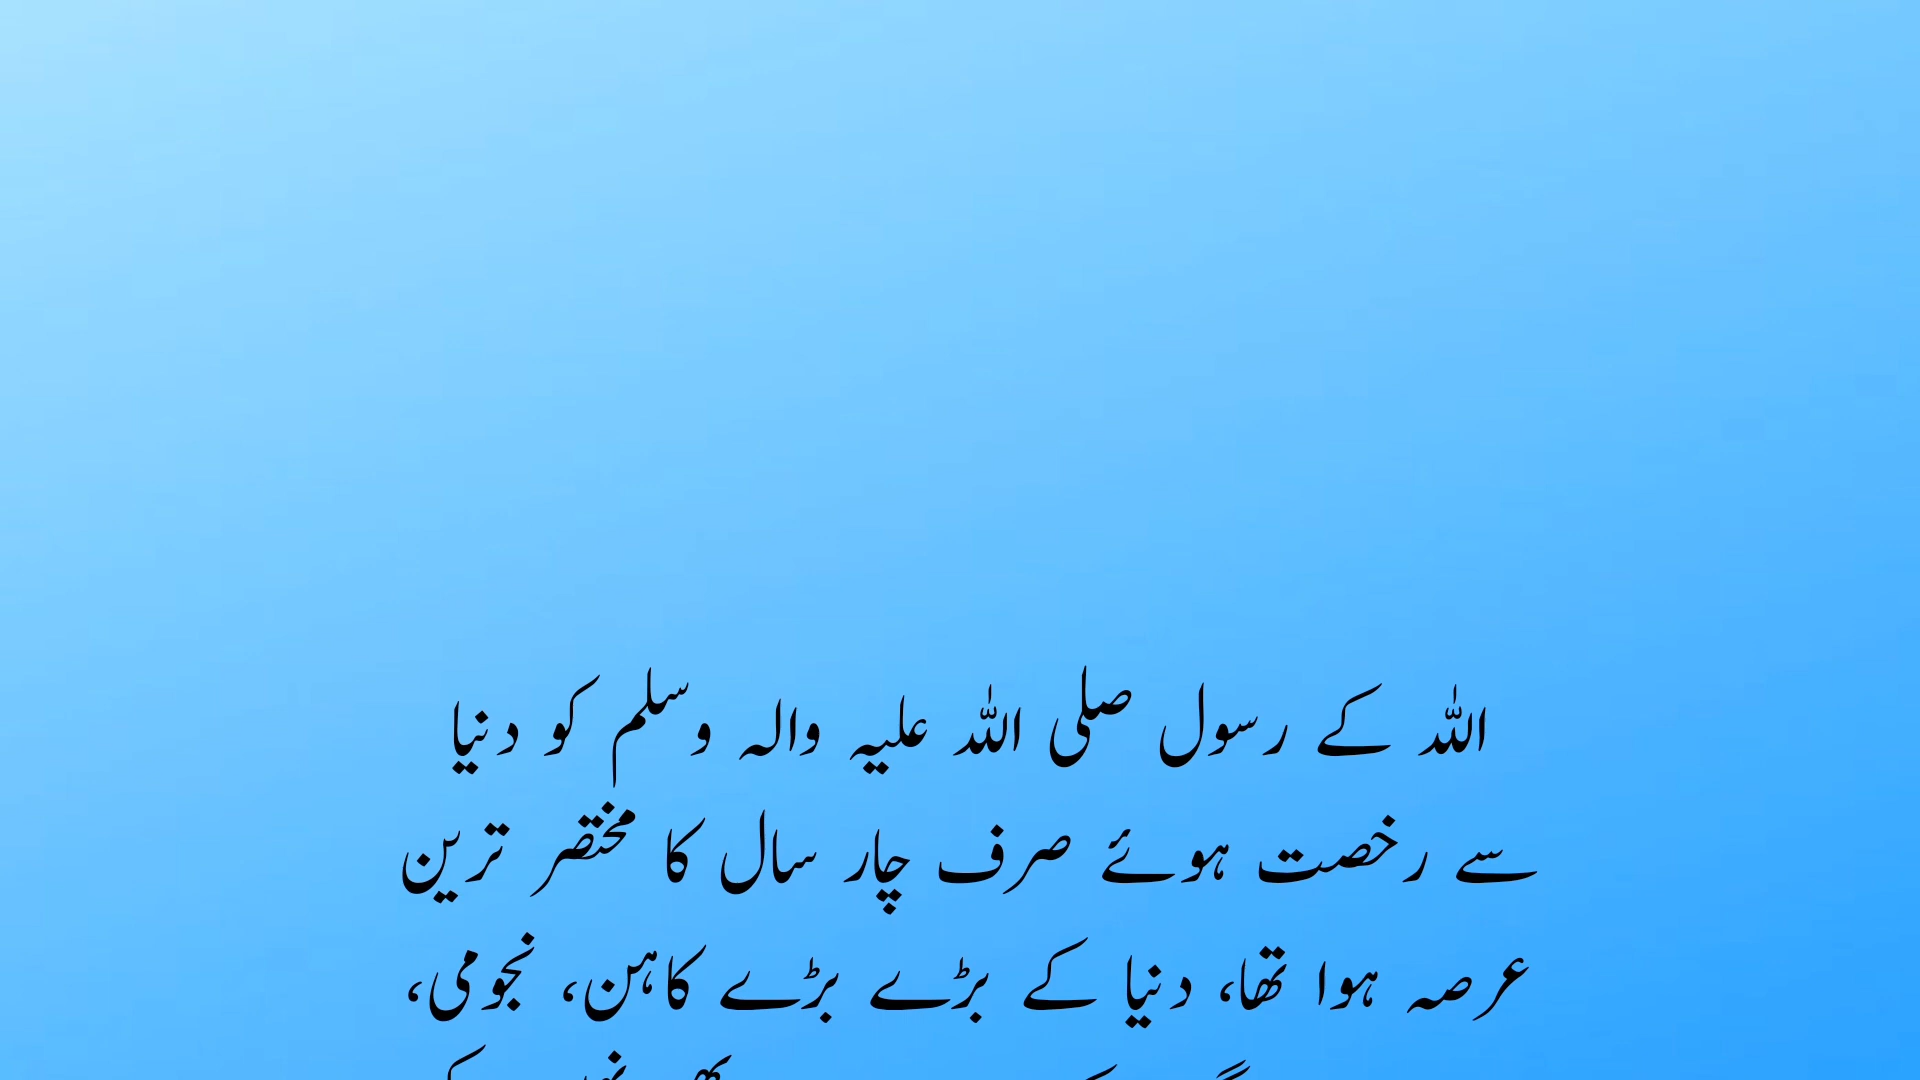 اللہ کے رسول صلی اللہ علیہ والہ وسلم کو دنیا
سے رخصت ہوئے صرف چار سال کا مختصر ترین
عرصہ ہوا تھا، دنیا کے بڑے بڑے کاہن، نجومی،